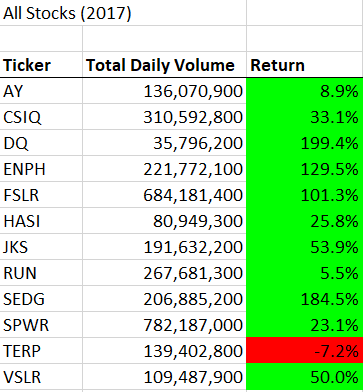 All Stocks (2017)
Ticker Total Daily Volume Return
AY 136,070,900 8.9%
CSIQ 310,592,800 33.1%
DQ 35,796,200 199.4%
ENPH 221,772,100 129.5%
FSLR 684,181,400 101.3%
HASI 80,949,300 25.8%
JKS 191,632,200 53.9%
RUN 267,681,300 5.5%
SEDG 206,885,200 184.5%
SPWR 782,187,000 23.1%
TERP 139,402,800 -7.2%
VSLR 109,487,900 50.0%